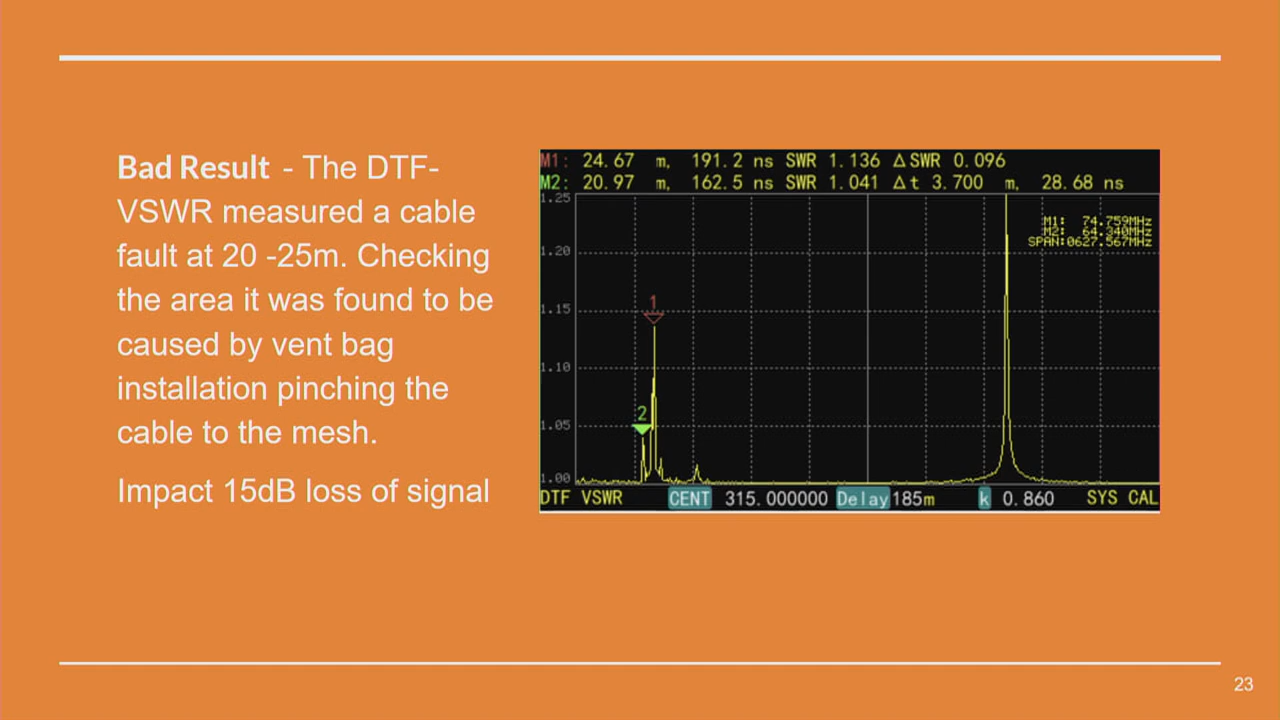 Bad Result - The DTF-
VSWR measured a cable
fault at 20 -25m. Checking
the area it was found to be
caused by vent bag
installation pinching the
cable to the mesh.
Impact 15dB loss of signal
M1: 24.67 m, 191.2 ns SWR 1.136 ΔSWR 0.096
M2: 20.97 m, 162.5 ns SWR 1.041 Δt 3.700 m, 28.68 ns
1.25
M1: 74.759MHz
M2: 64.340MHz
SPAN:0627.567MHz
1.20
1.15
1
1.10
2
1.05
1.00
DTF VSWR CENT 315.000000 Delay 185m k 0.860 SYS CAL
23